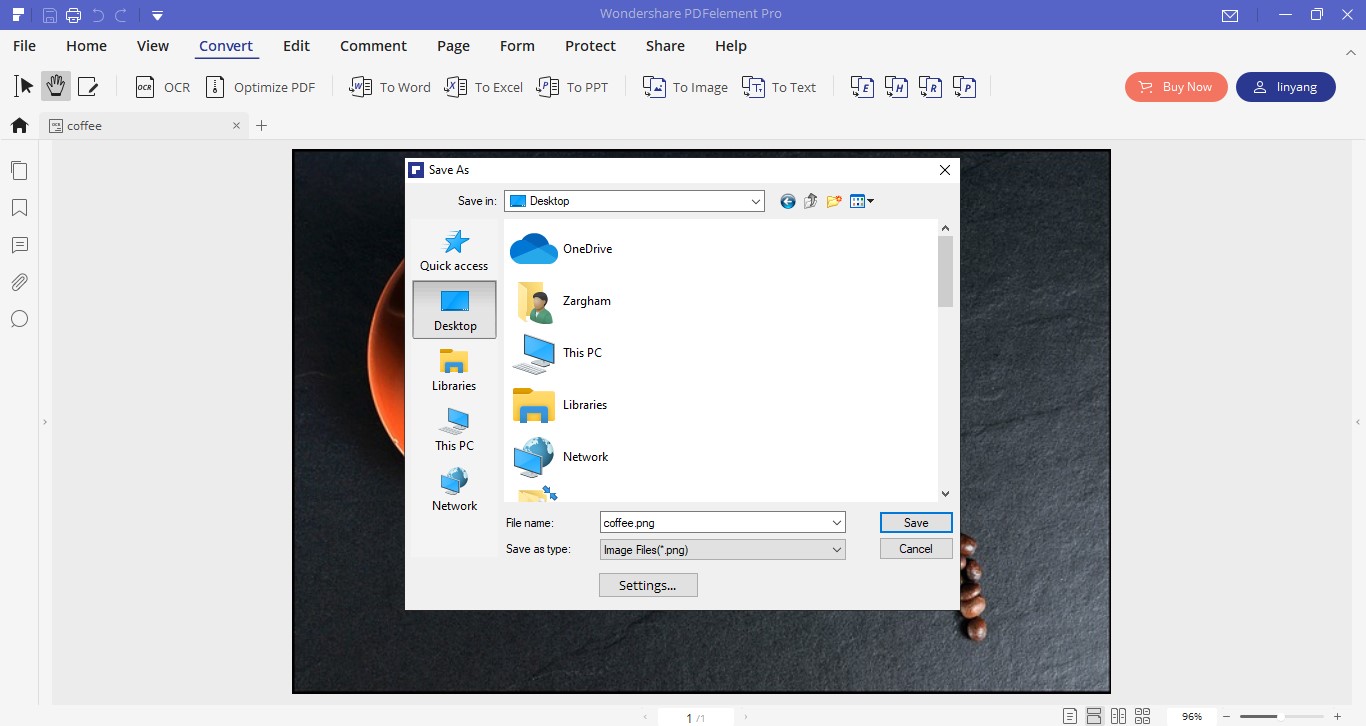 Wondershare PDFelement Pro
File Home View Convert Edit Comment Page Form Protect Share Help
OCR OCR Optimize PDF W To Word X To Excel P To PPT To Image T To Text E H R P Buy Now linyang
coffee
Save As
Save in: Desktop
Quick access
Desktop
Libraries
This PC
Network
OneDrive
Zargham
This PC
Libraries
Network
File name: coffee.png Save
Save as type: Image Files(*.png) Cancel
Settings...
1 /1 96%